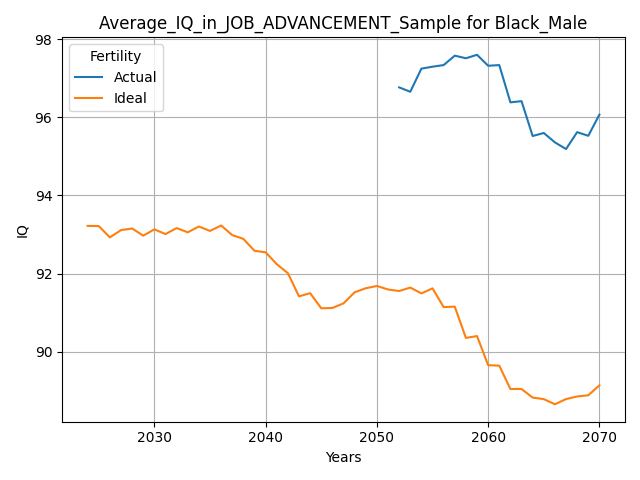 Average_IQ_in_JOB_ADVANCEMENT_Sample for Black_Male
98
96
94
92
90
IQ
Fertility
Actual
Ideal
2030 2040 2050 2060 2070
Years